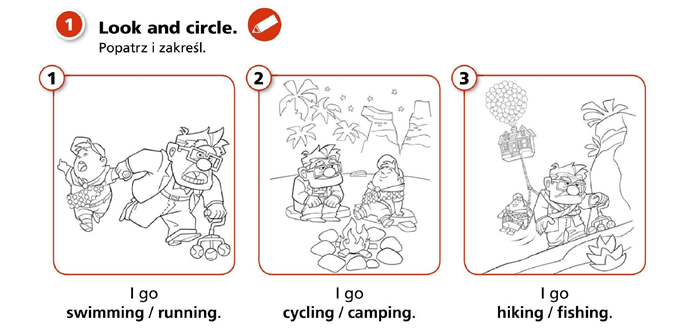 1 Look and circle.
Popatrz i zakreśl.
1 2 3
I go I go I go
swimming / running. cycling / camping. hiking / fishing.